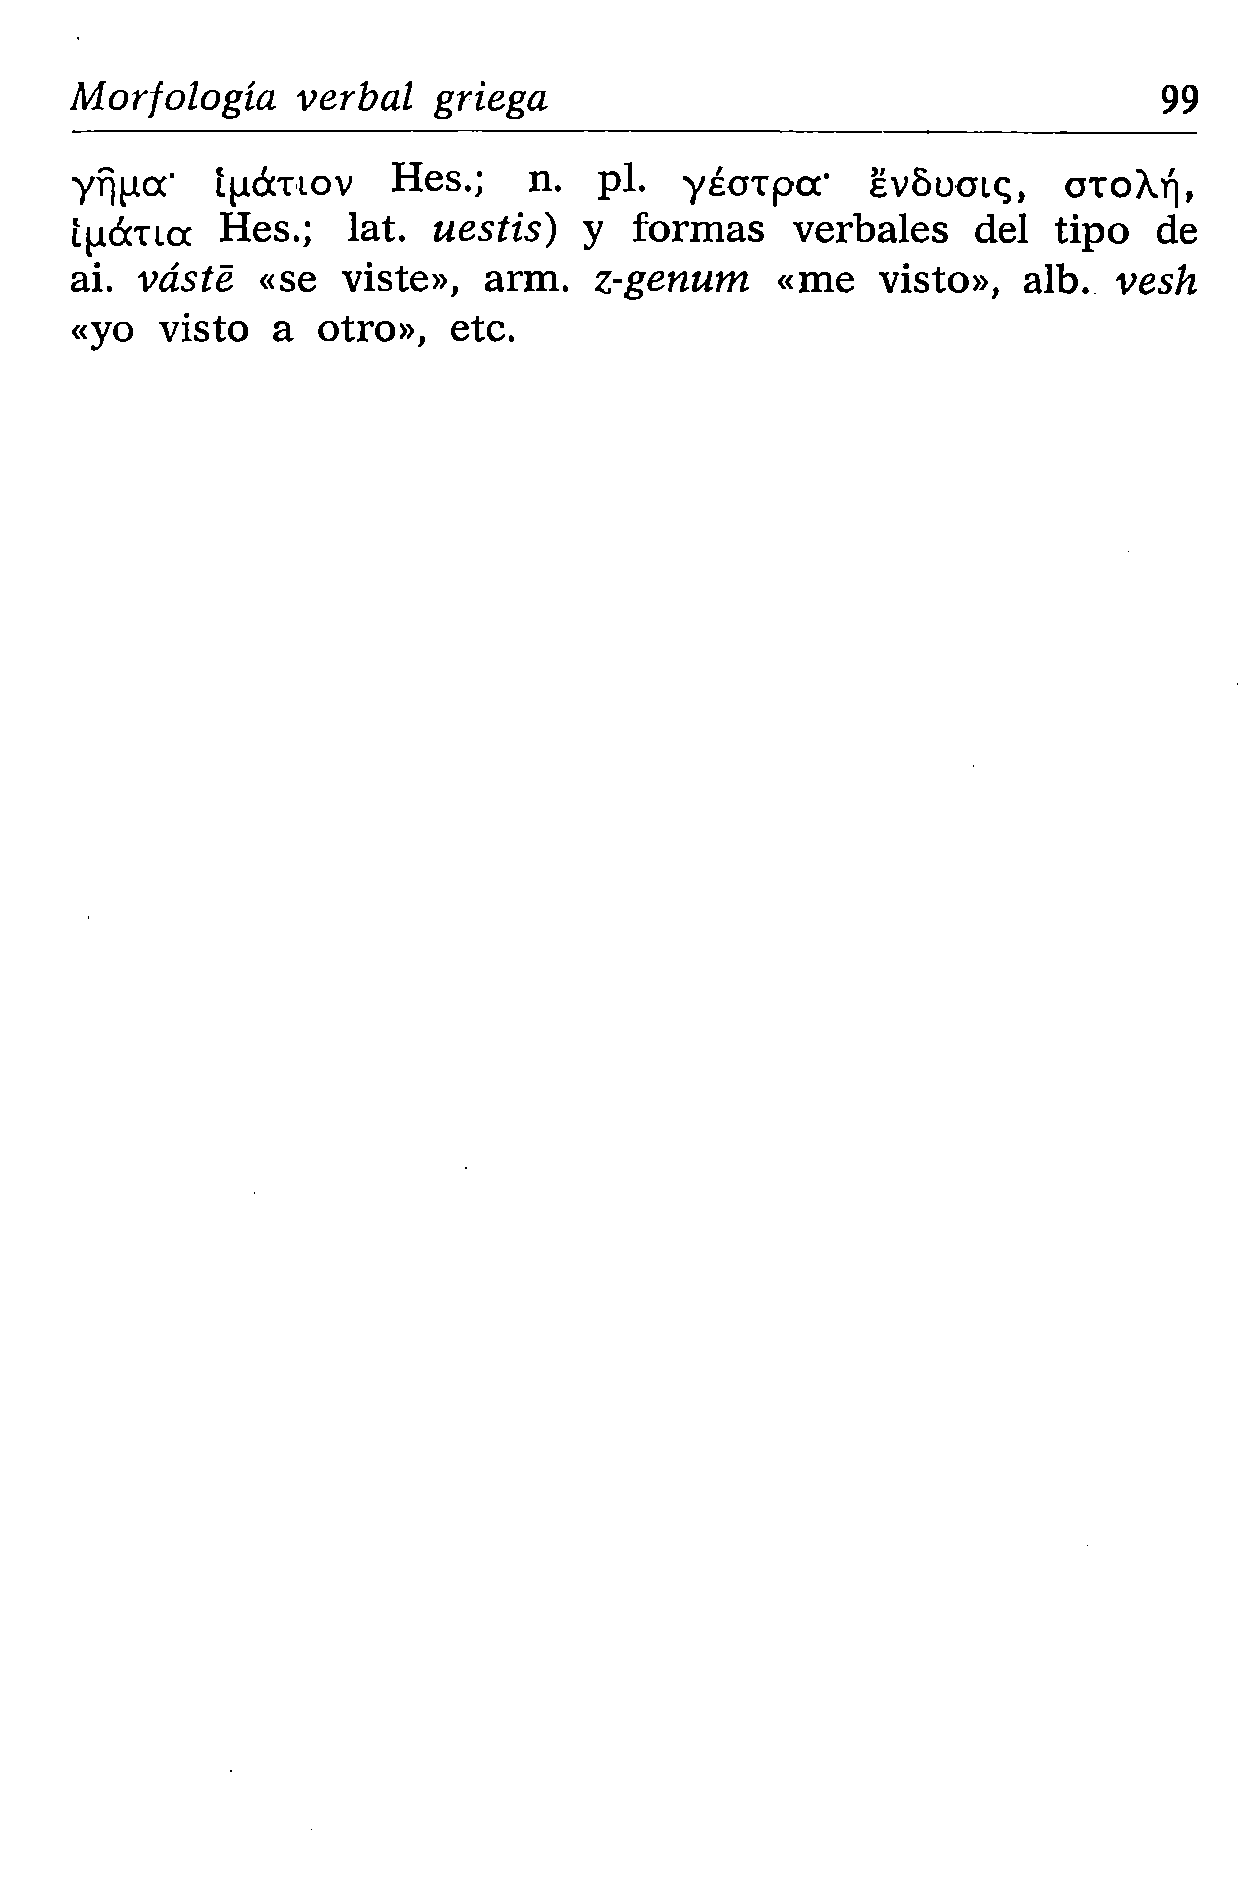 Morfología verbal griega 99
γῆμα· ἱμάτιον Hes.; n. pl. γέστρα· ἔνδυσις, στολή,
ἱμάτια Hes.; lat. uestis) y formas verbales del tipo de
ai. vástē «se viste», arm. z-genum «me visto», alb. vesh
«yo visto a otro», etc.